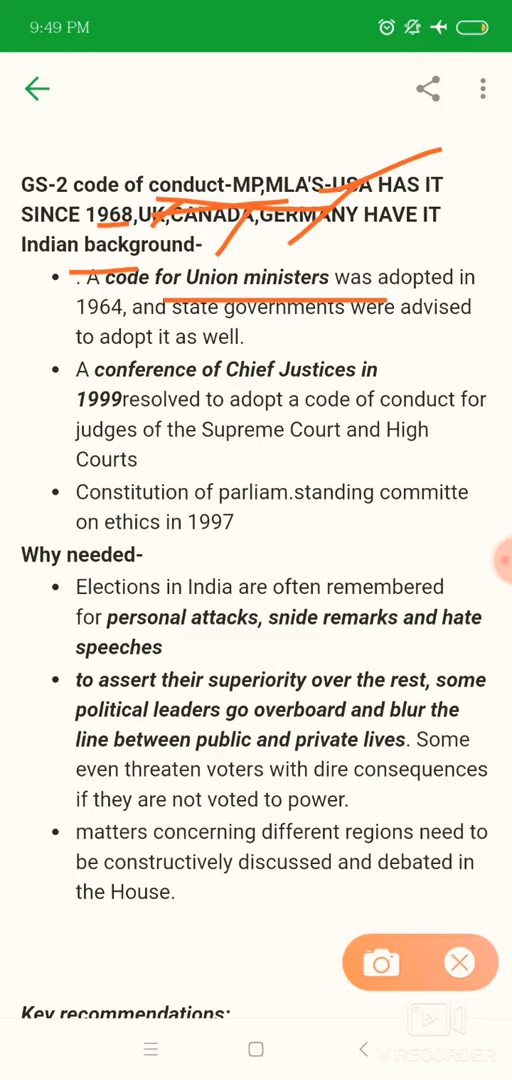 9:49 PM
GS-2 code of conduct-MP,MLA'S-USA HAS IT
SINCE 1968,UK,CANADA,GERMANY HAVE IT
Indian background-
• . A code for Union ministers was adopted in
1964, and state governments were advised
to adopt it as well.
• A conference of Chief Justices in
1999resolved to adopt a code of conduct for
judges of the Supreme Court and High
Courts
• Constitution of parliam.standing committe
on ethics in 1997
Why needed-
• Elections in India are often remembered
for personal attacks, snide remarks and hate
speeches
• to assert their superiority over the rest, some
political leaders go overboard and blur the
line between public and private lives. Some
even threaten voters with dire consequences
if they are not voted to power.
• matters concerning different regions need to
be constructively discussed and debated in
the House.
Key recommendations:
V RECORDER